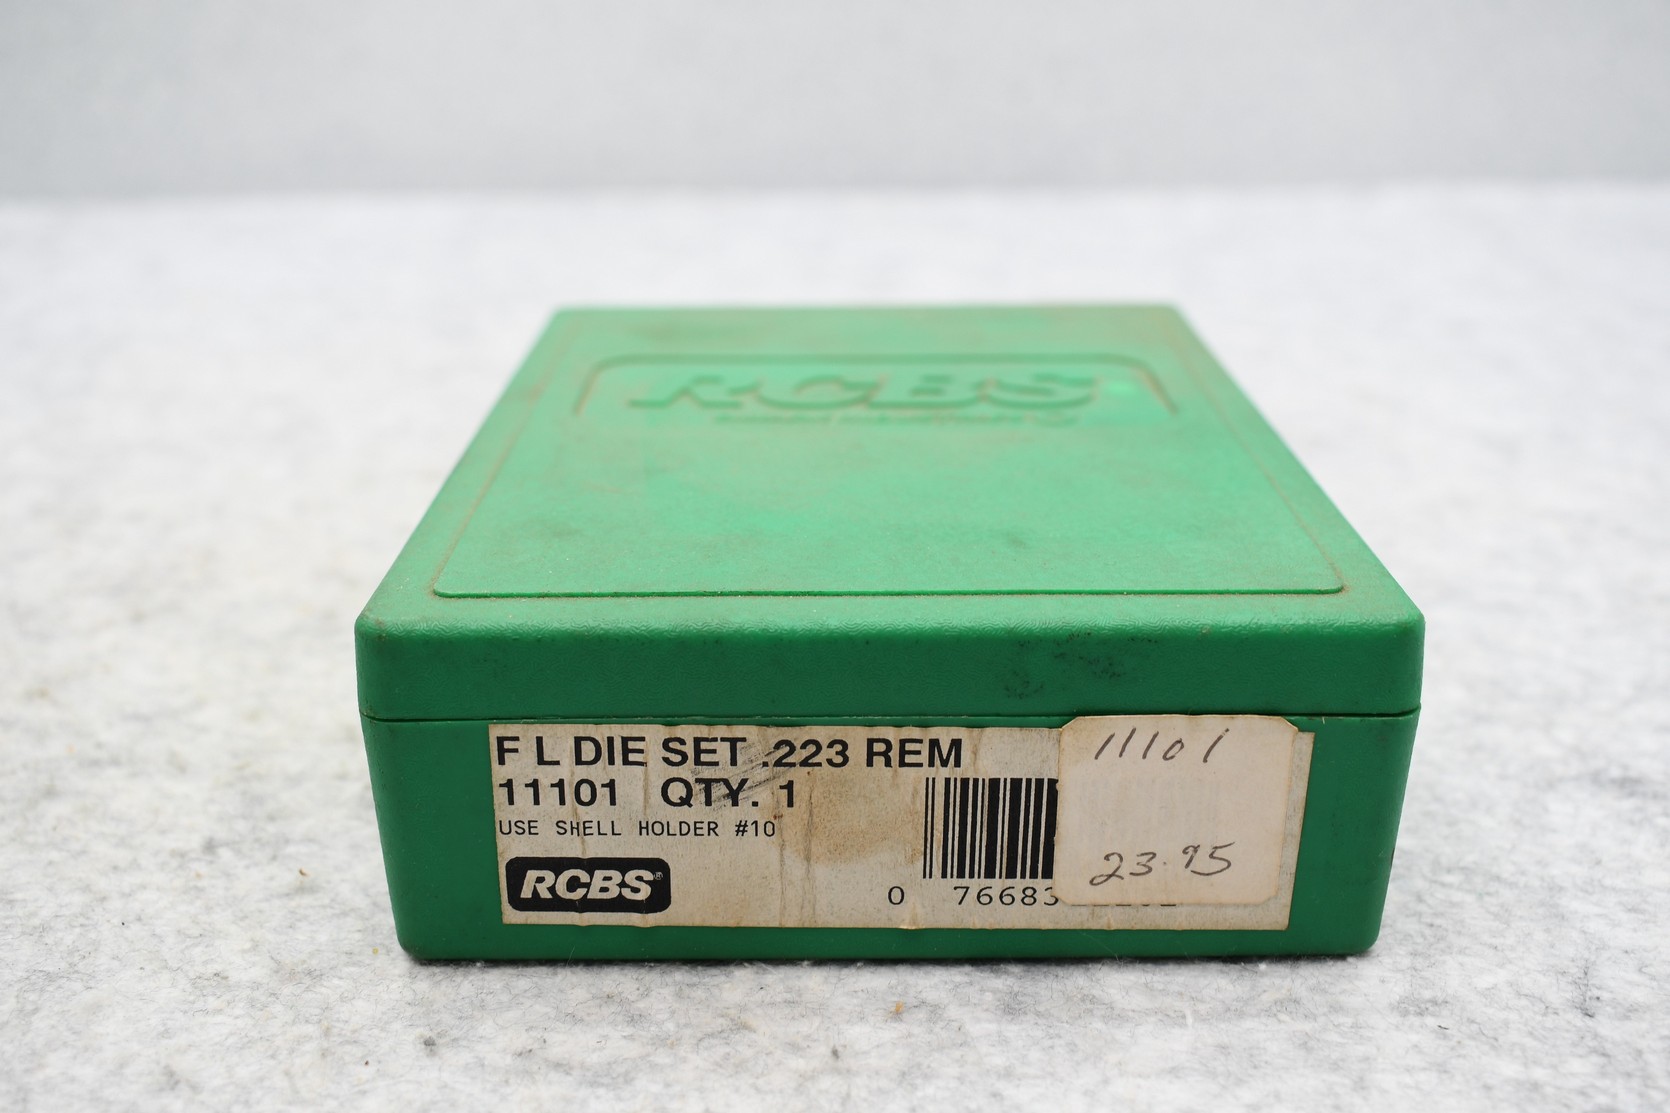 RCBS
F L DIE SET .223 REM
11101 QTY. 1
USE SHELL HOLDER #10
RCBS
0 76683
11101
23.95